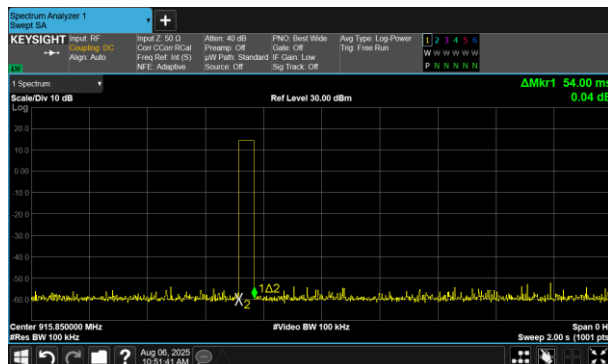 Spectrum Analyzer 1
Swept SA
+
KEYSIGHT Input: RF Input Z: 50 Ω Atten: 40 dB PNO: Best Wide Avg Type: Log-Power 1 2 3 4 5 6
Coupling: DC Corr CCorr RCal Preamp: Off Gate: Off Trig: Free Run W W W W W W
Align: Auto Freq Ref: Int (S) µW Path: Standard IF Gain: Low P N N N N N
NFE: Adaptive Source: Off Sig Track: Off
1 Spectrum ΔMkr1 54.00 ms
Scale/Div 10 dB Ref Level 30.00 dBm 0.04 dB
Log
20.0
10.0
0.00
-10.0
-20.0
-30.0
-40.0
-50.0
1Δ2
-60.0
X2
Center 915.850000 MHz #Video BW 100 kHz Span 0 Hz
#Res BW 100 kHz Sweep 2.00 s (1001 pts)
? Aug 06, 2025
10:51:41 AM